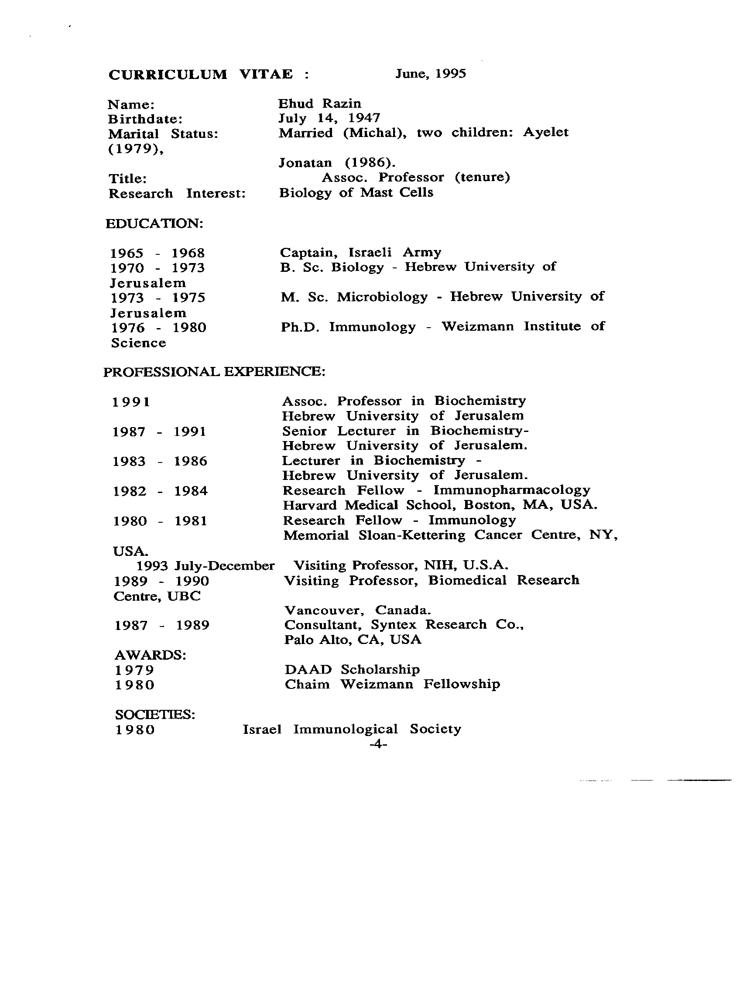 CURRICULUM VITAE : June, 1995
Name: Ehud Razin
Birthdate: July 14, 1947
Marital Status: Married (Michal), two children: Ayelet
(1979),
Jonatan (1986).
Title: Assoc. Professor (tenure)
Research Interest: Biology of Mast Cells
EDUCATION:
1965 - 1968 Captain, Israeli Army
1970 - 1973 B. Sc. Biology - Hebrew University of
Jerusalem
1973 - 1975 M. Sc. Microbiology - Hebrew University of
Jerusalem
1976 - 1980 Ph.D. Immunology - Weizmann Institute of
Science
PROFESSIONAL EXPERIENCE:
1991 Assoc. Professor in Biochemistry
Hebrew University of Jerusalem
1987 - 1991 Senior Lecturer in Biochemistry-
Hebrew University of Jerusalem.
1983 - 1986 Lecturer in Biochemistry -
Hebrew University of Jerusalem.
1982 - 1984 Research Fellow - Immunopharmacology
Harvard Medical School, Boston, MA, USA.
1980 - 1981 Research Fellow - Immunology
Memorial Sloan-Kettering Cancer Centre, NY,
USA.
1993 July-December Visiting Professor, NIH, U.S.A.
1989 - 1990 Visiting Professor, Biomedical Research
Centre, UBC
Vancouver, Canada.
1987 - 1989 Consultant, Syntex Research Co.,
Palo Alto, CA, USA
AWARDS:
1979 DAAD Scholarship
1980 Chaim Weizmann Fellowship
SOCIETIES:
1980 Israel Immunological Society
-4-